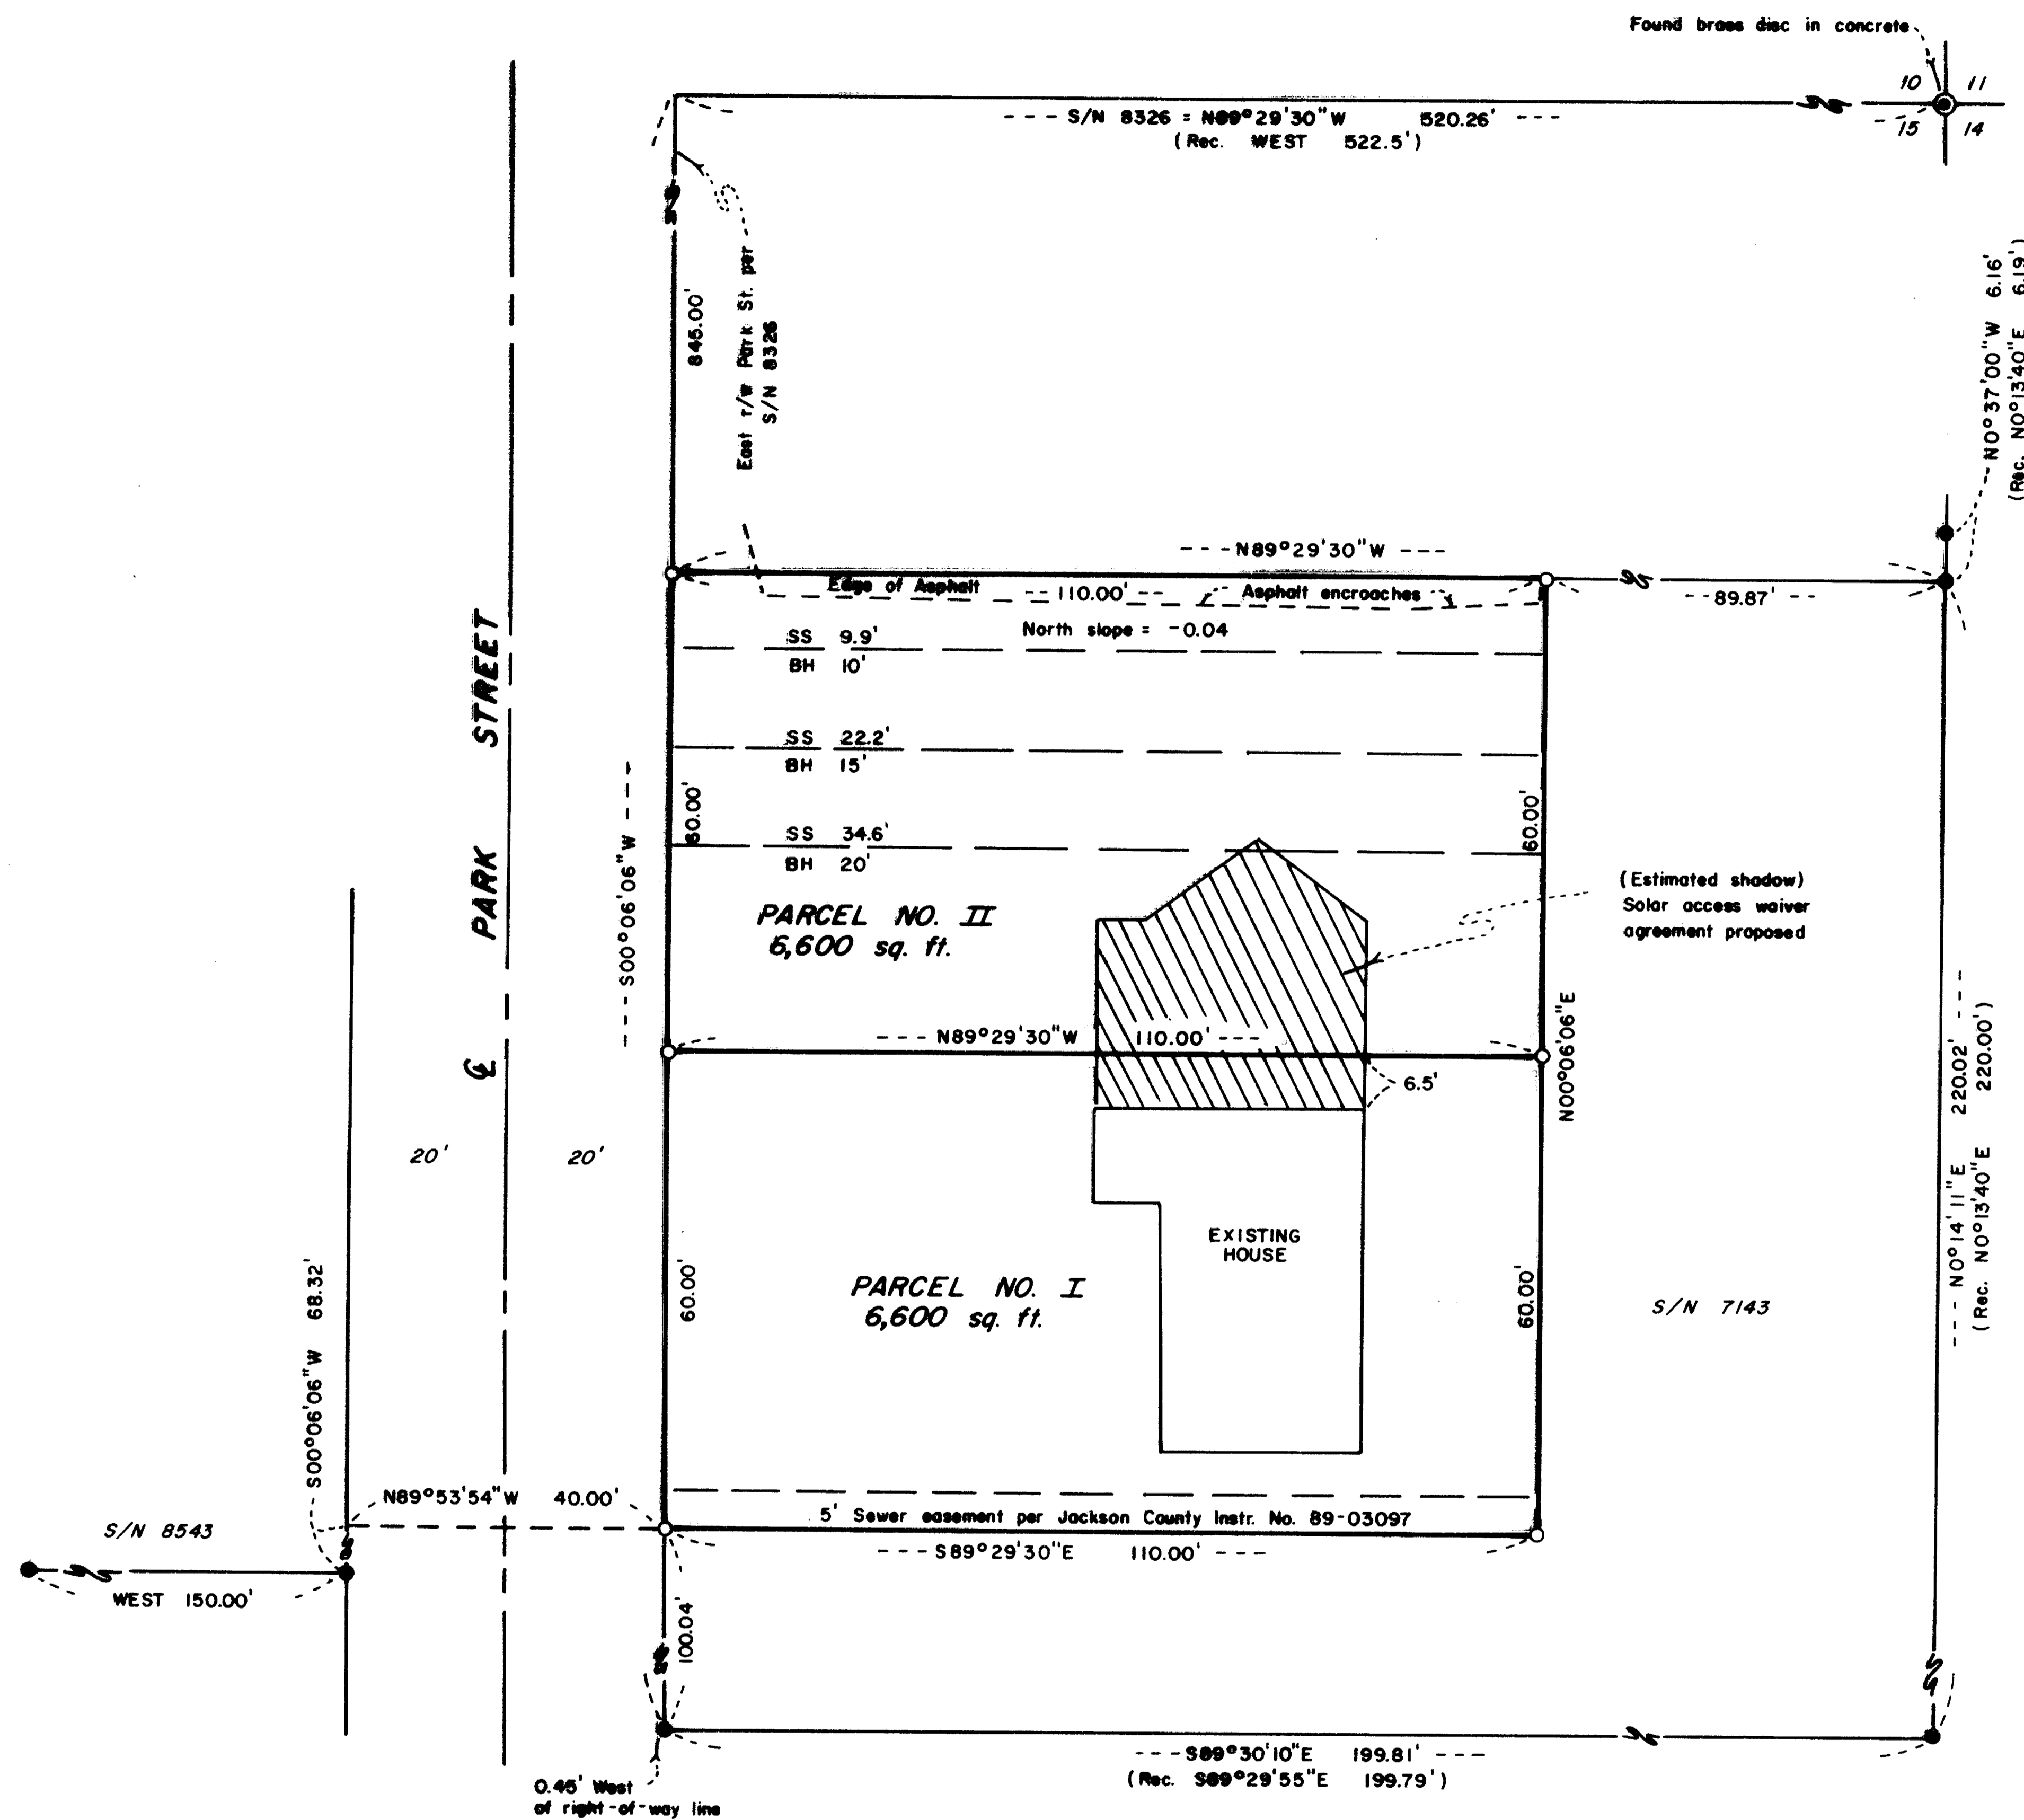 Found brass disc in concrete
10 11
15 14
--- S/N 8326 = N89°29'30"W 520.26' ---
(Rec. WEST 522.5')
845.00'
East r/w Park St. per
S/N 8326
N0°37'00"W 6.16'
(Rec. N0°13'40"E 6.19')
--- N89°29'30"W ---
Edge of Asphalt -- 110.00' -- Asphalt encroaches
--89.87' --
North slope = -0.04
SS 9.9'
BH 10'
SS 22.2'
BH 15'
SS 34.6'
BH 20'
60.00'
60.00'
℄ PARK STREET
--- S00°06'06"W ---
PARCEL NO. II
6,600 sq. ft.
(Estimated shadow)
Solar access waiver
agreement proposed
--- N89°29'30"W 110.00' ---
6.5'
N00°06'06"E
20' 20'
--- N0°14'11"E 220.02' ---
(Rec. N0°13'40"E 220.00')
EXISTING
HOUSE
PARCEL NO. I
6,600 sq. ft.
60.00'
60.00'
S/N 7143
S00°06'06"W 68.32'
N89°53'54"W 40.00'
S/N 8543
5' Sewer easement per Jackson County Instr. No. 89-03097
--- S89°29'30"E 110.00' ---
WEST 150.00'
100.04'
--- S89°30'10"E 199.81' ---
(Rec. S89°29'55"E 199.79')
0.45' West
of right-of-way line